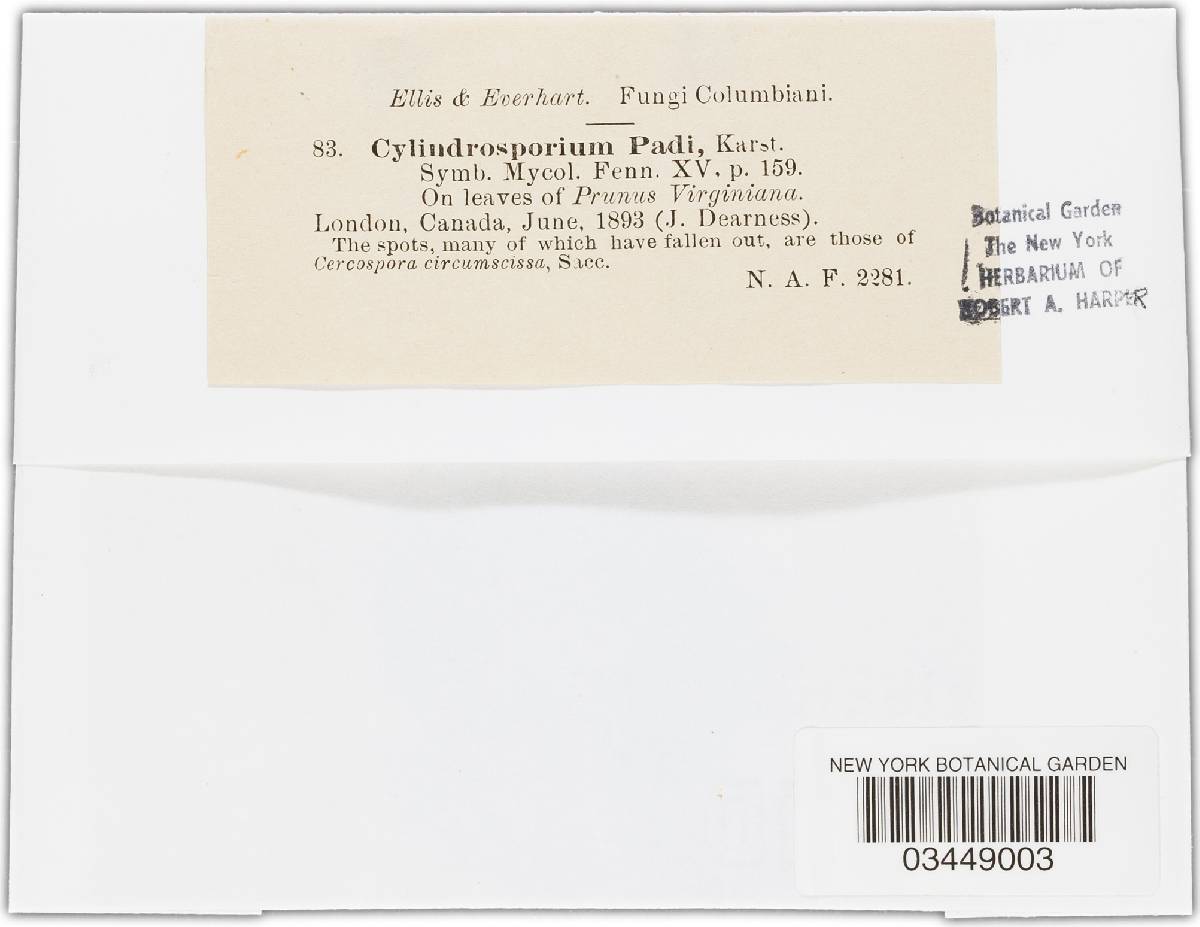 Ellis & Everhart. Fungi Columbiani.
83. Cylindrosporium Padi, Karst.
Symb. Mycol. Fenn. XV, p. 159.
On leaves of Prunus Virginiana.
London, Canada, June, 1893 (J. Dearness).
The spots, many of which have fallen out, are those of
Cercospora circumscissa, Sacc.
N. A. F. 2281.
Botanical Garden
The New York
HERBARIUM OF
ROBERT A. HARPER
NEW YORK BOTANICAL GARDEN
03449003